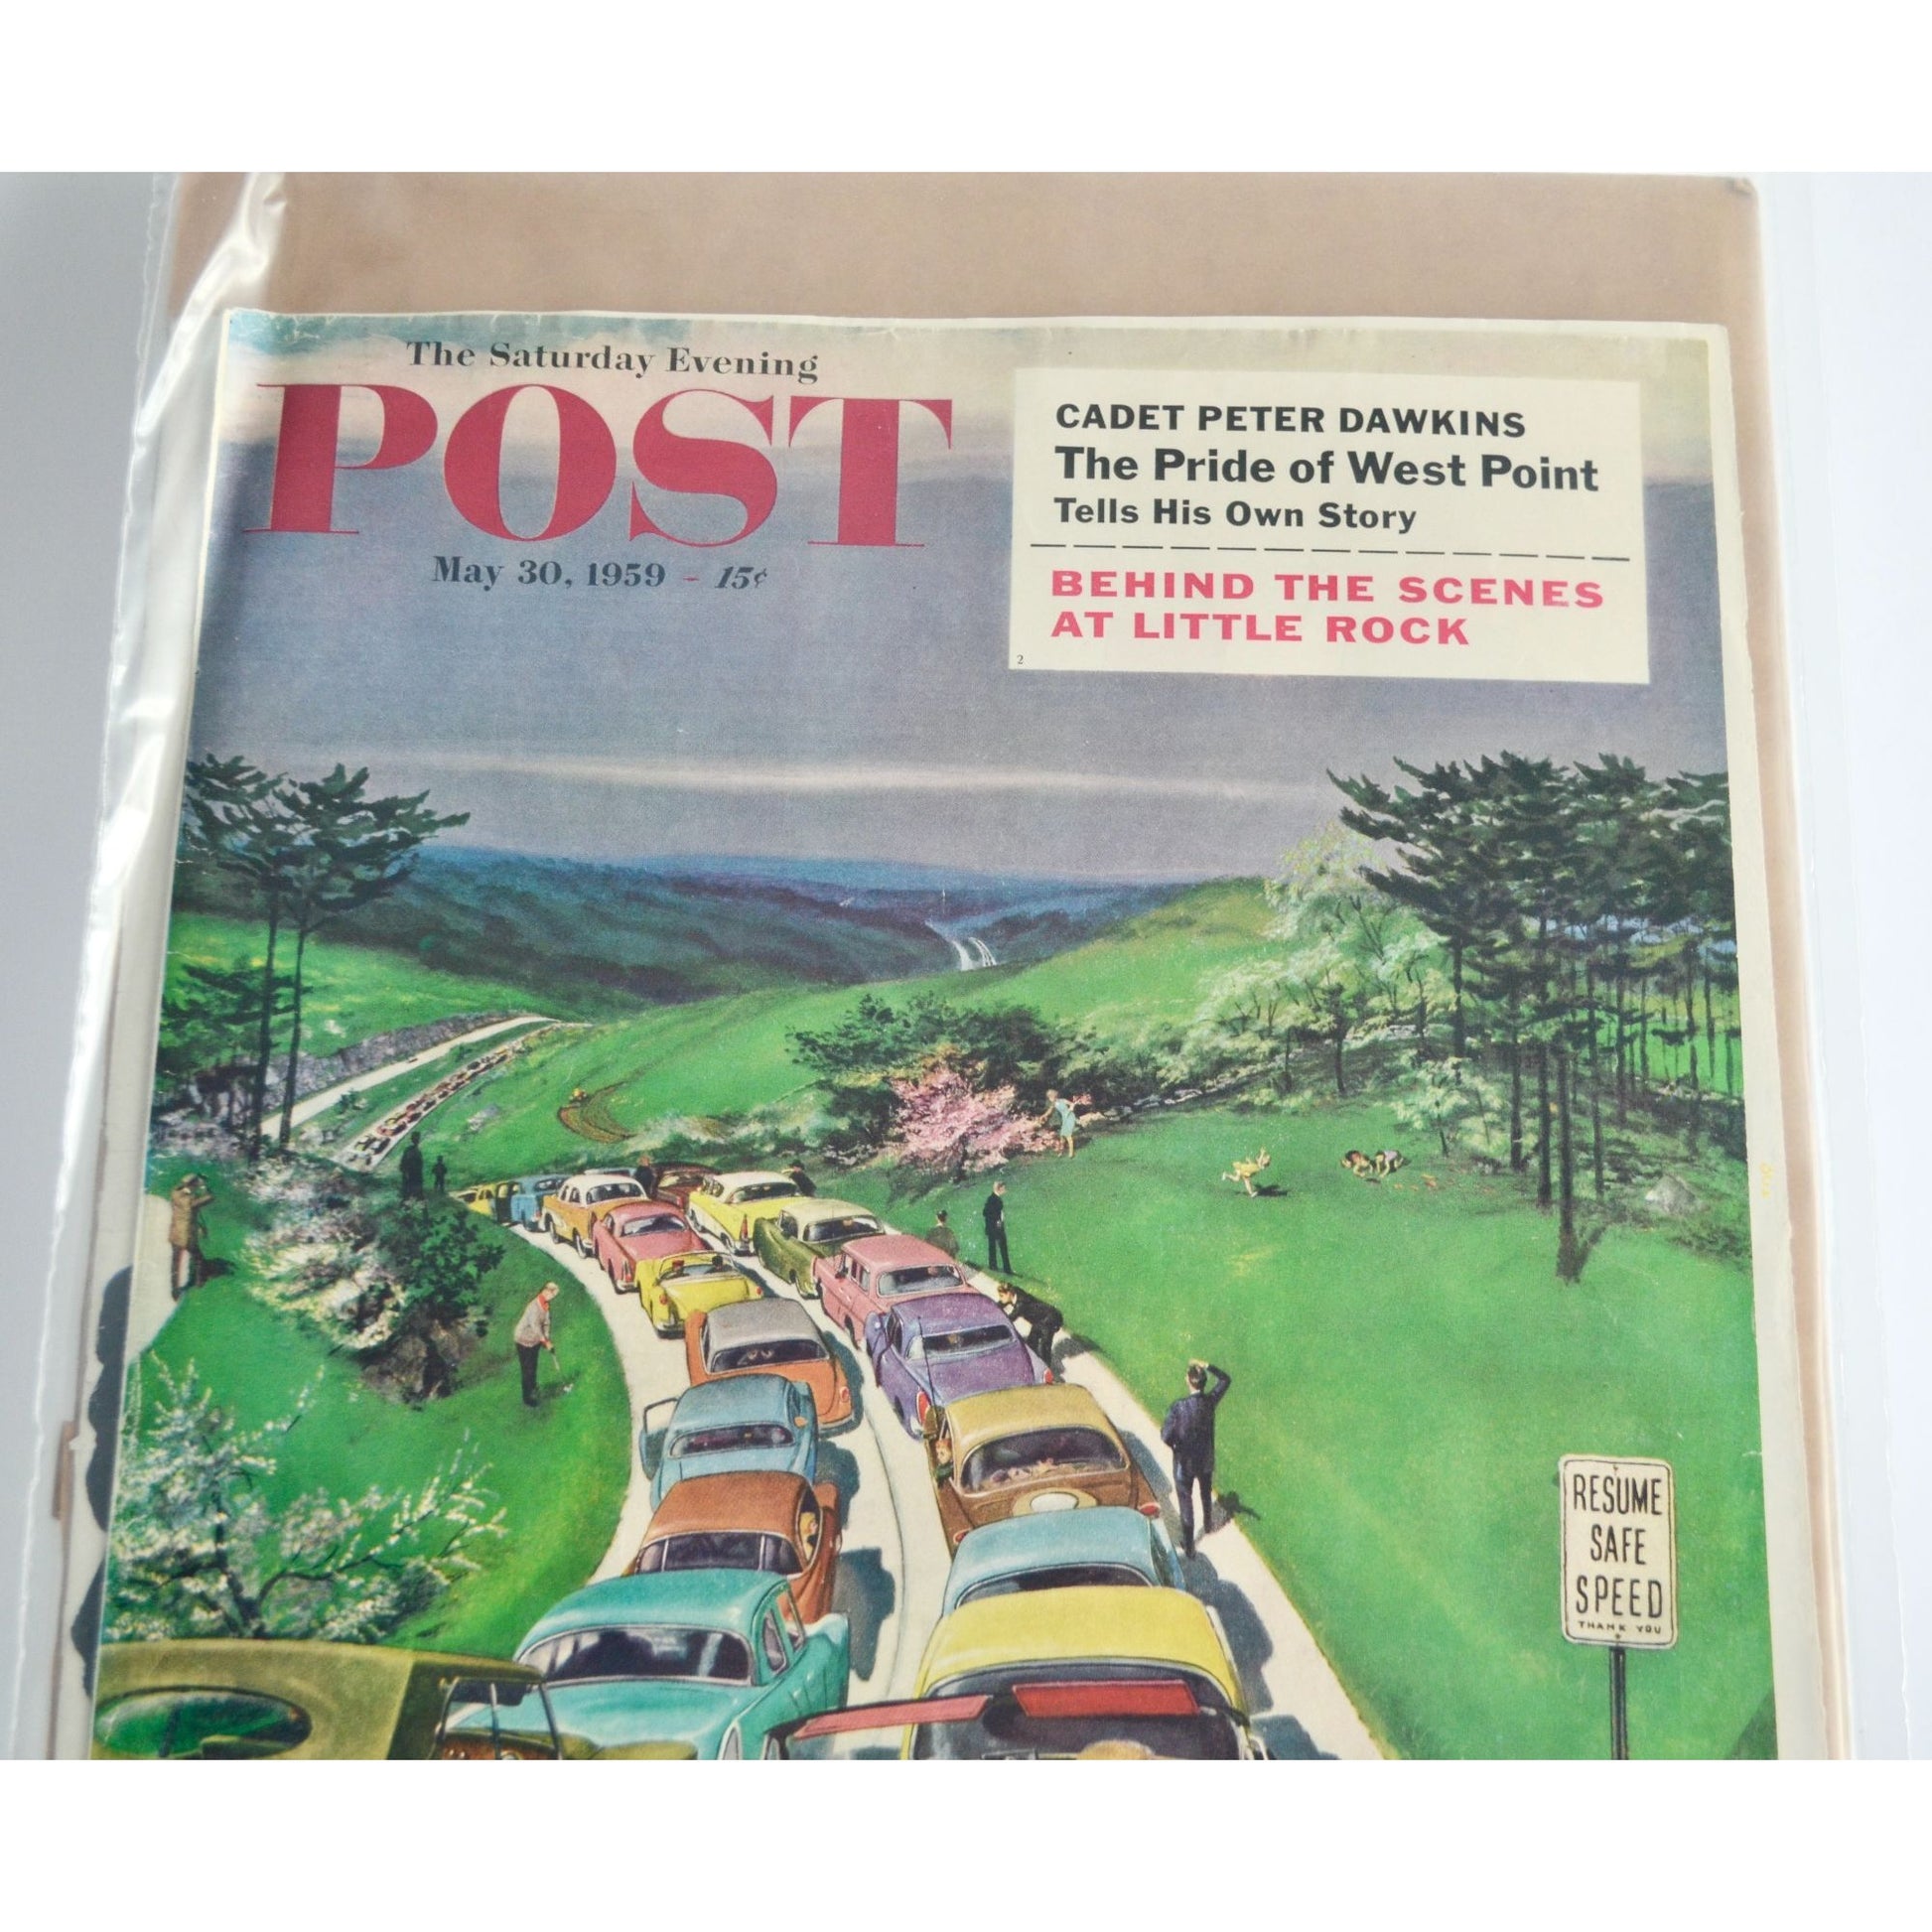 The Saturday Evening
POST
May 30, 1959 – 15¢
CADET PETER DAWKINS
The Pride of West Point
Tells His Own Story
BEHIND THE SCENES
AT LITTLE ROCK
2
RESUME
SAFE
SPEED
THANK YOU